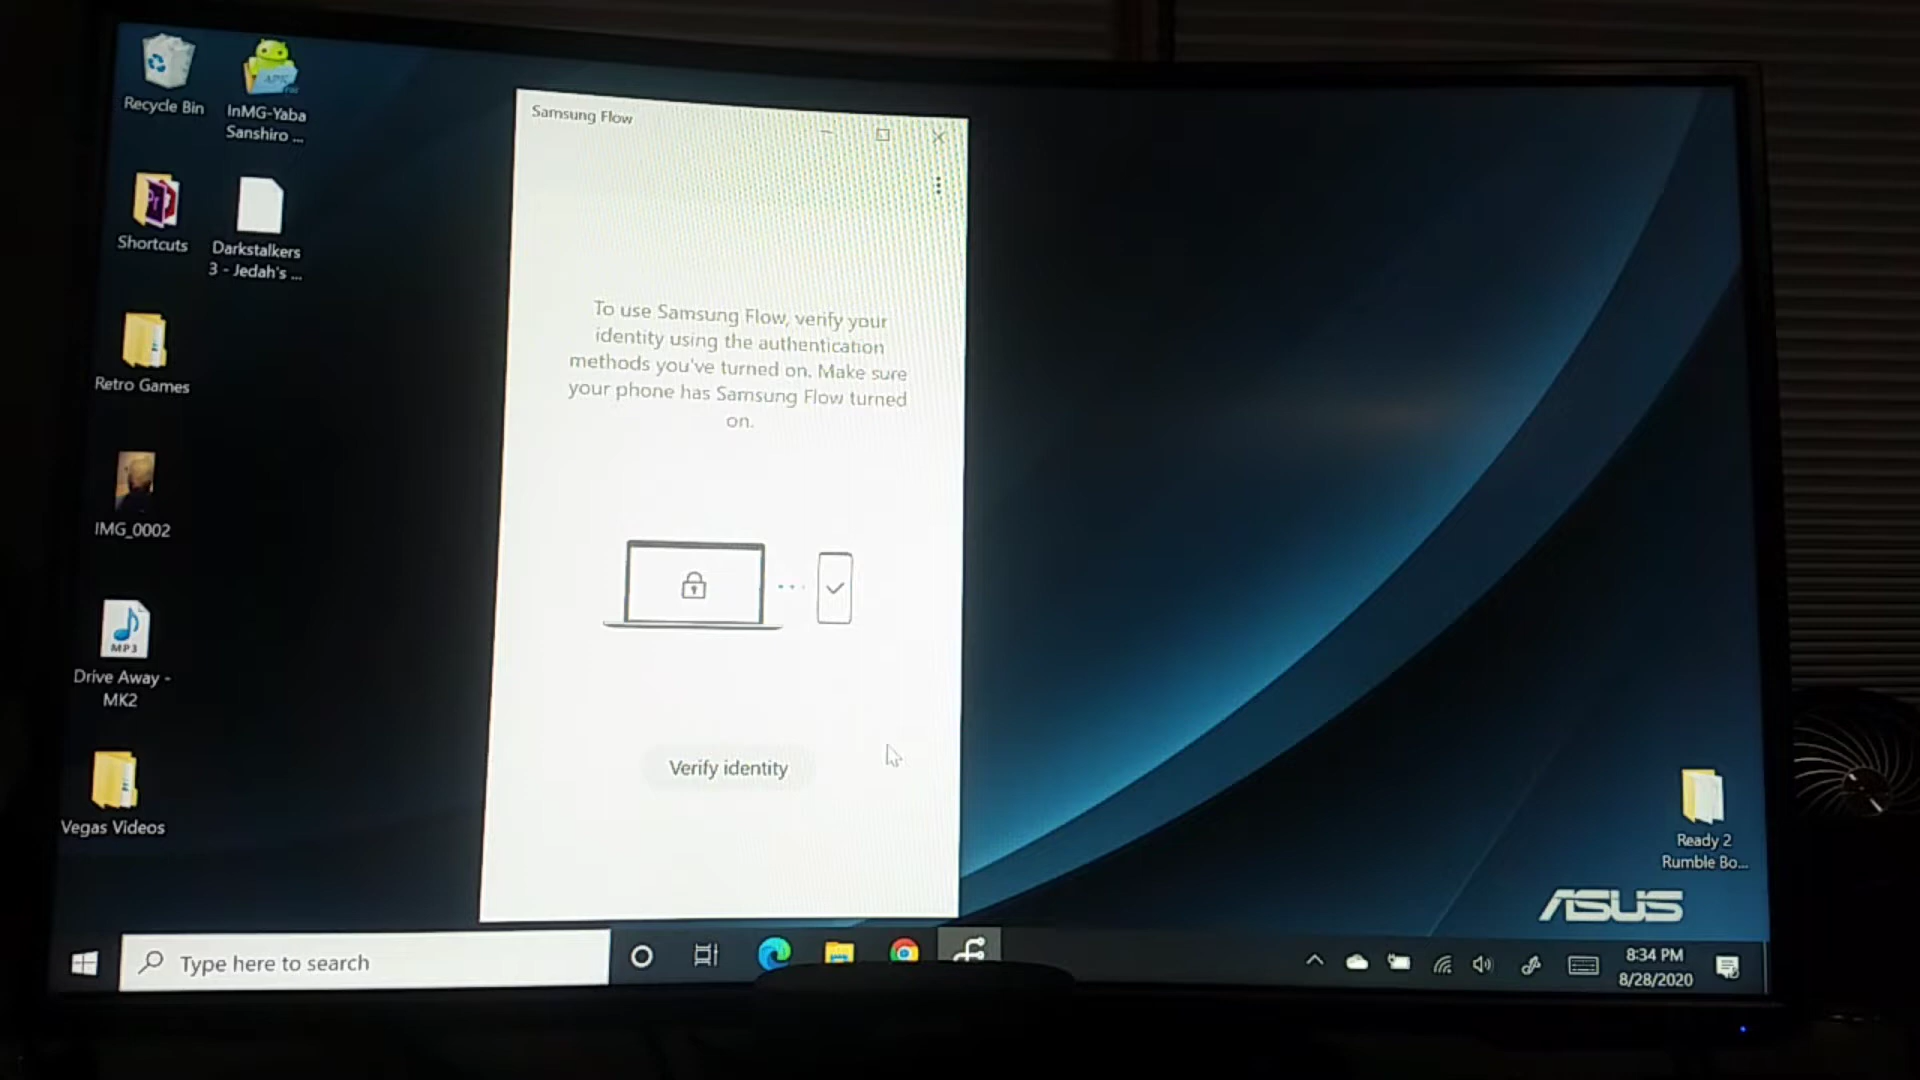 Recycle Bin
InMG-Yaba
Sanshiro ...
Shortcuts
Darkstalkers
3 - Jedah's ...
Retro Games
IMG_0002
MP3
Drive Away -
MK2
Vegas Videos
Samsung Flow
To use Samsung Flow, verify your
identity using the authentication
methods you've turned on. Make sure
your phone has Samsung Flow turned
on.
Verify identity
Ready 2
Rumble Bo...
ASUS
Type here to search
8:34 PM
8/28/2020